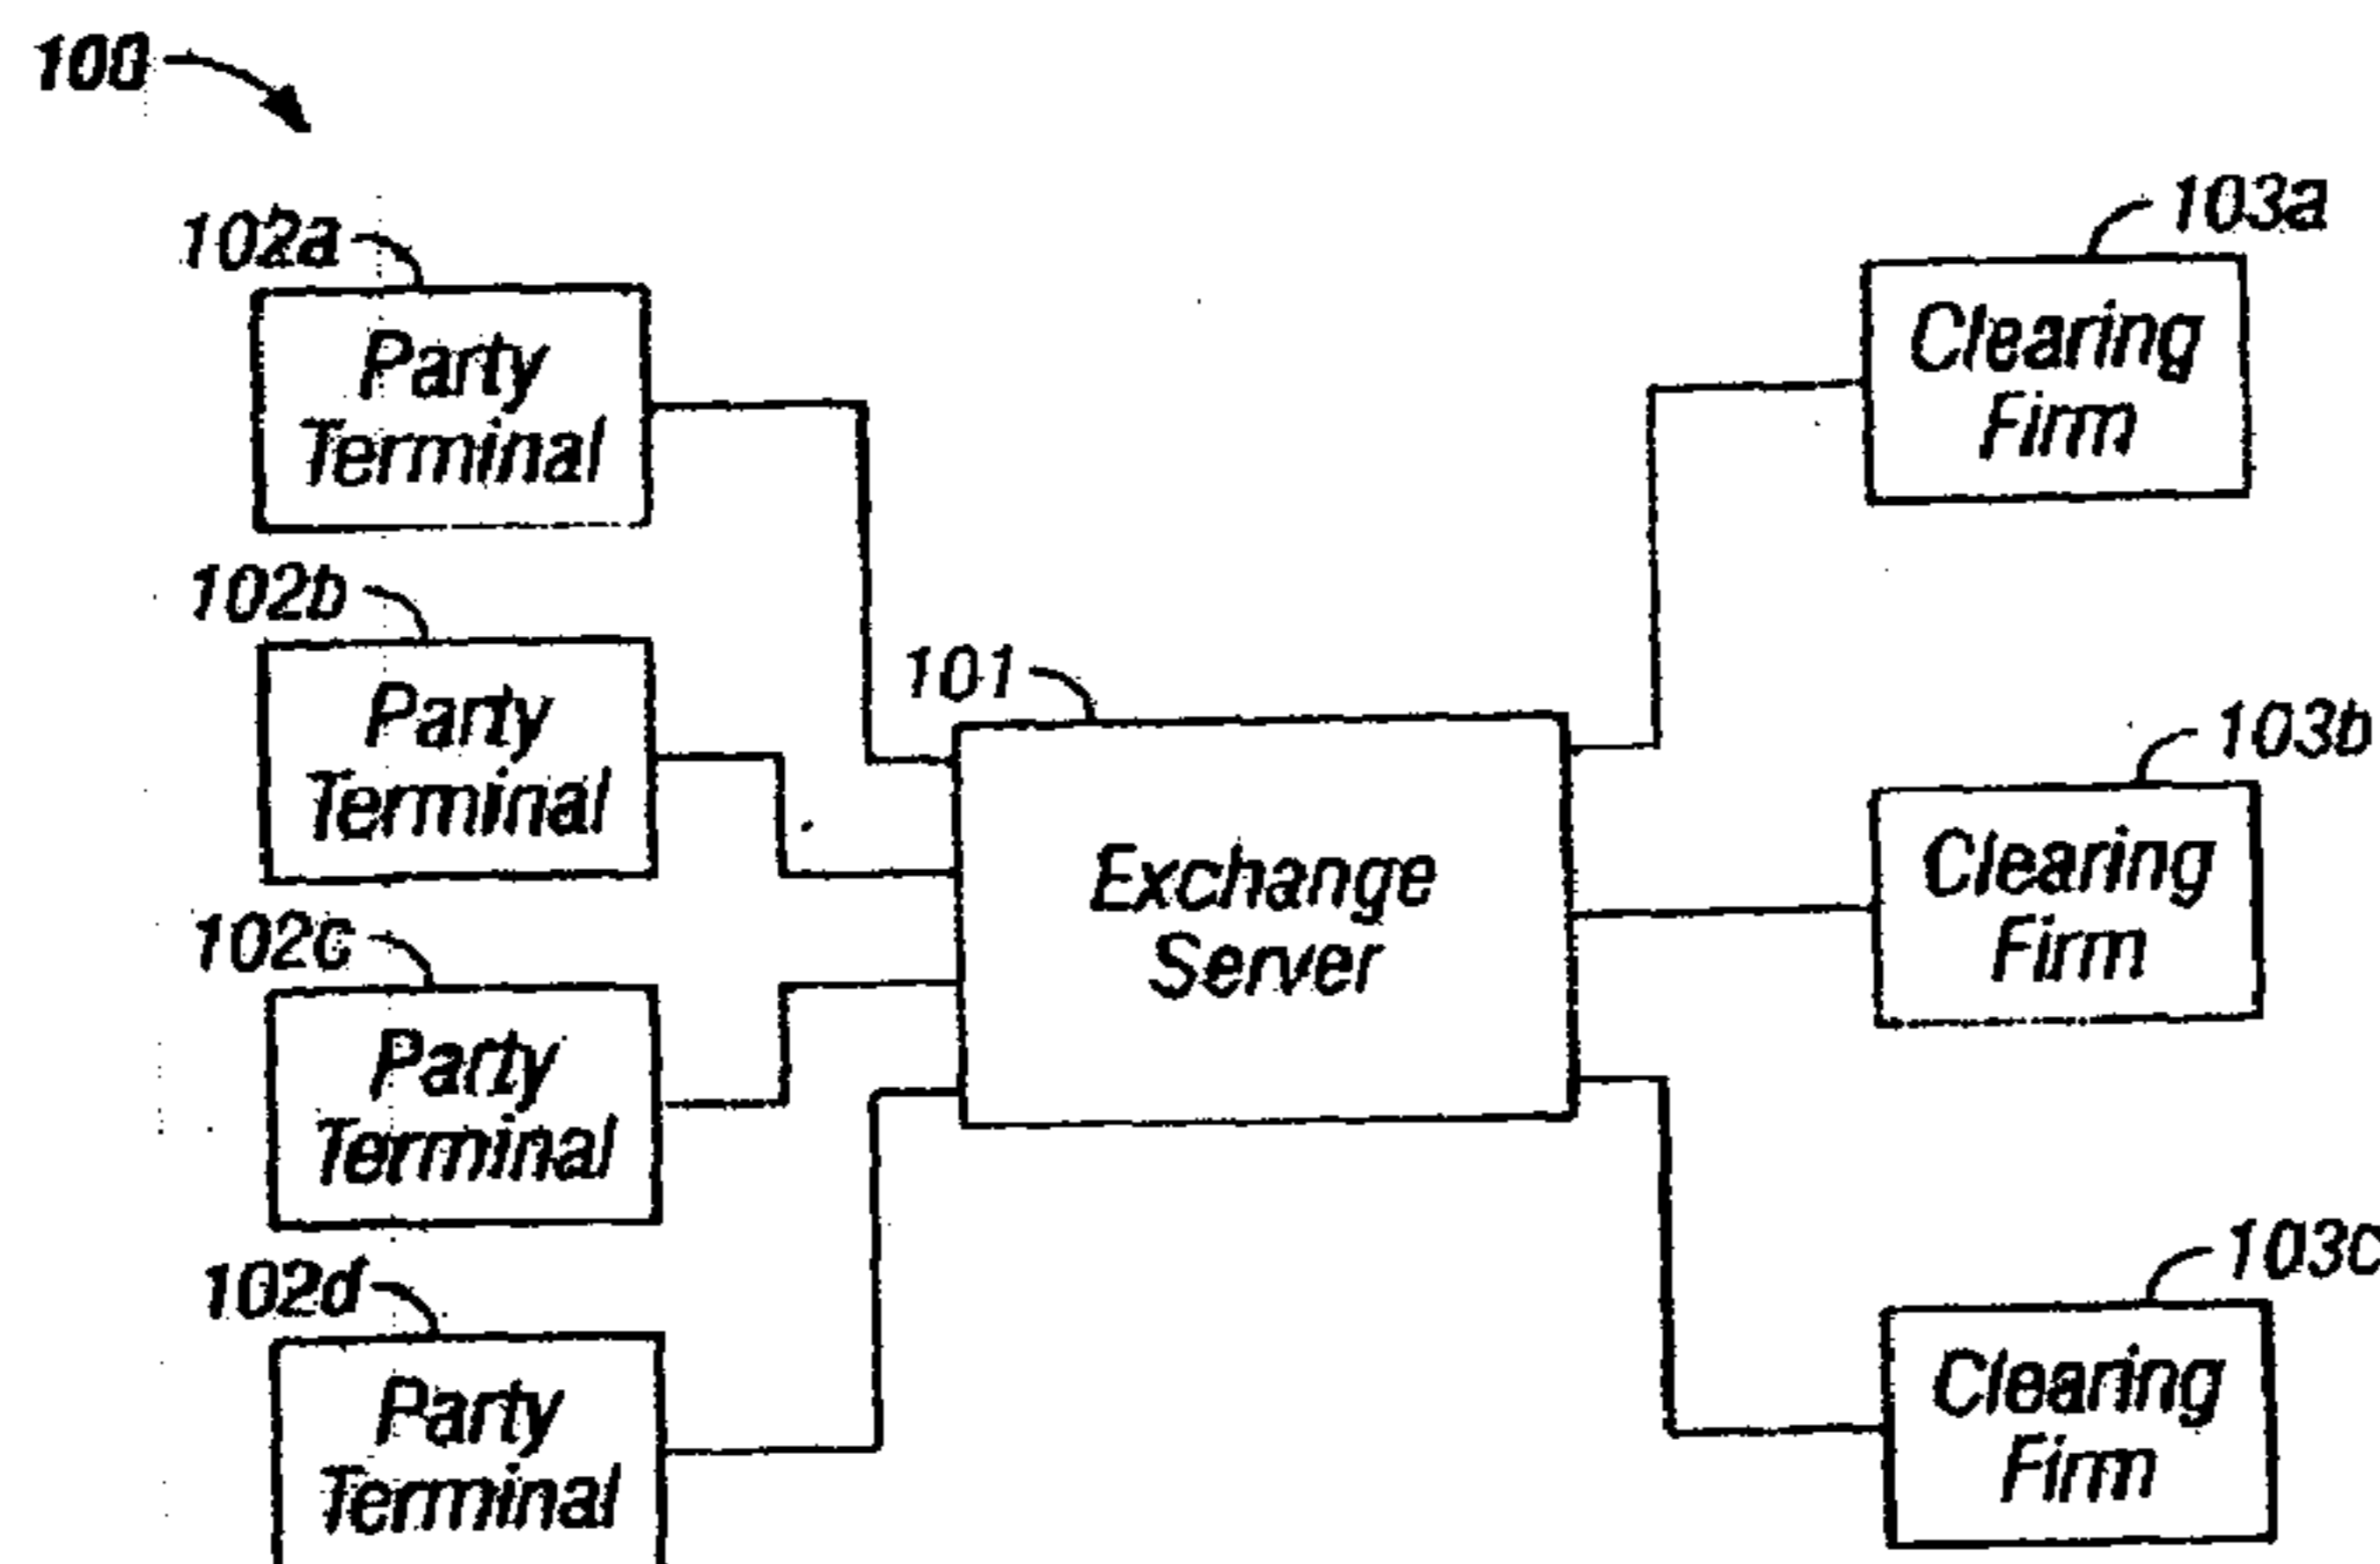 100
102a
Party
Terminal
102b
Party
Terminal
102c
Party
Terminal
102d
Party
Terminal
101
Exchange
Server
103a
Clearing
Firm
103b
Clearing
Firm
103c
Clearing
Firm